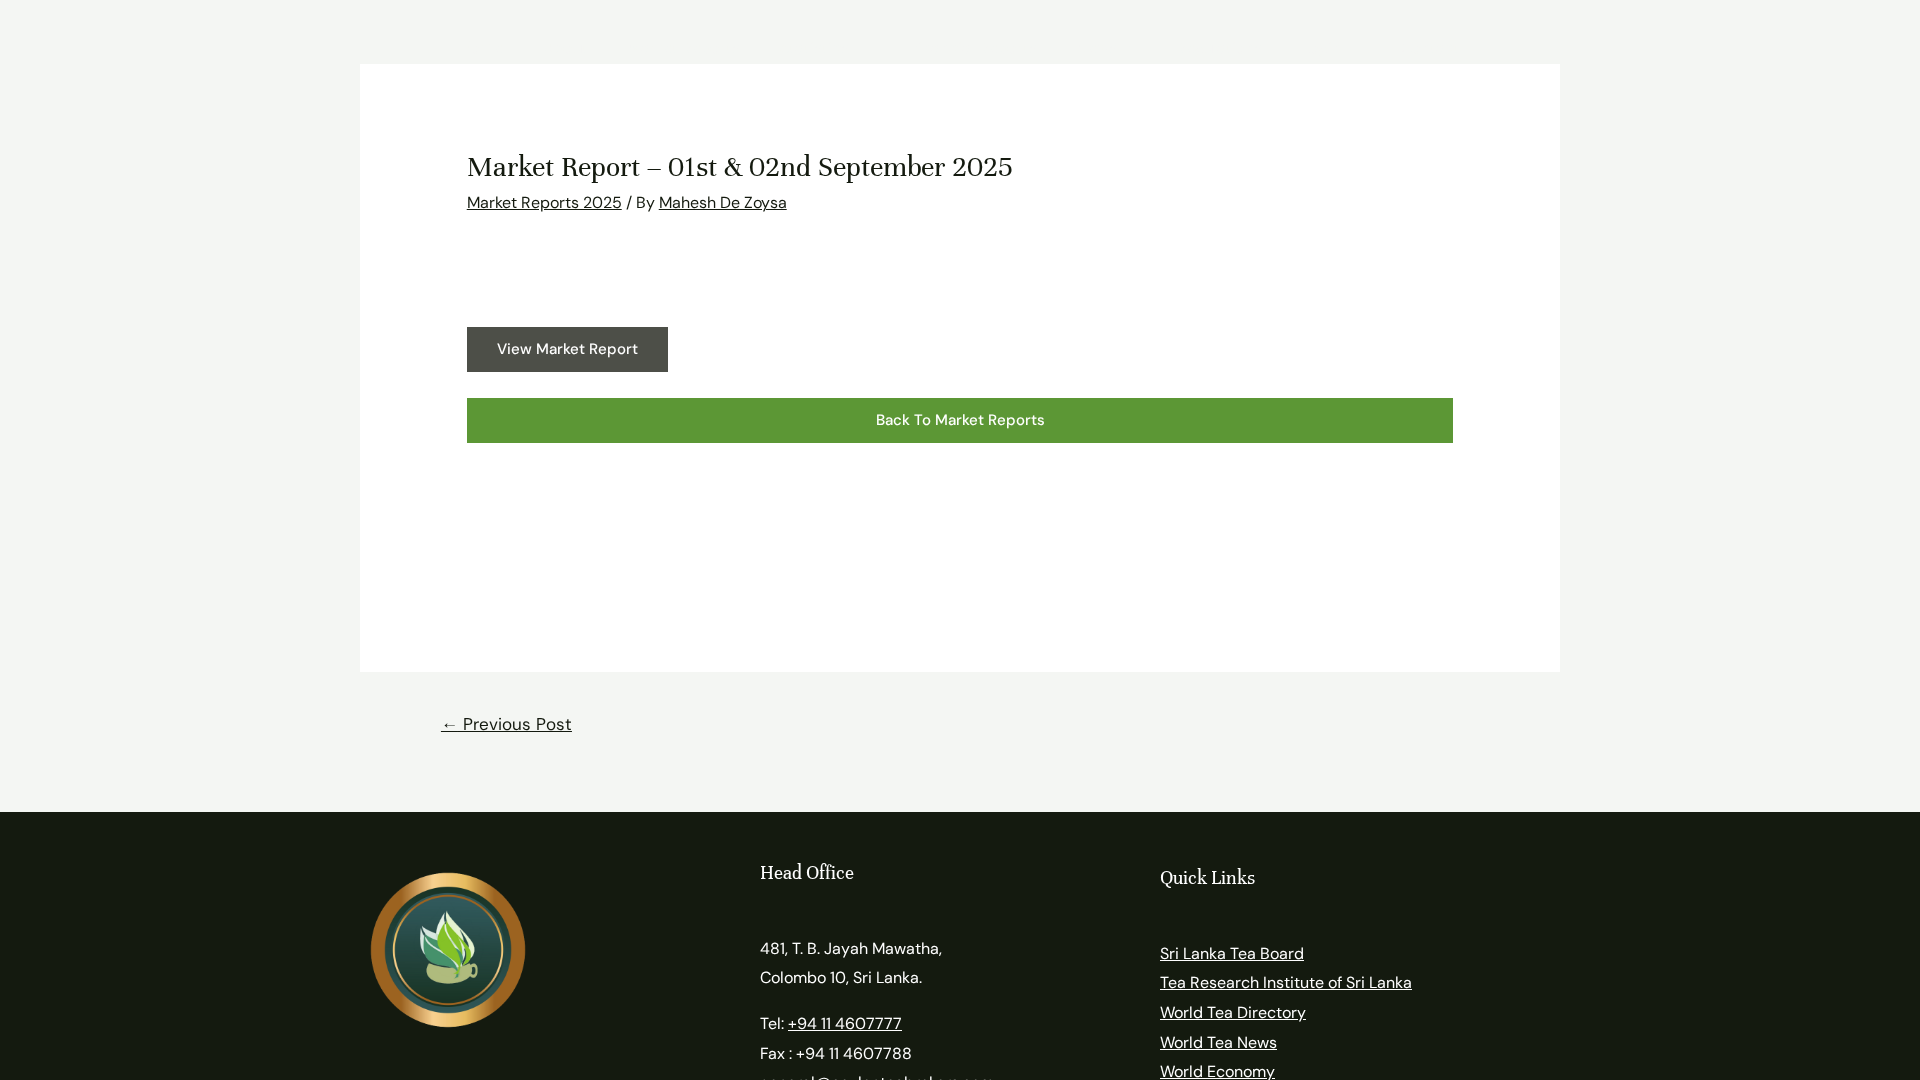 Market Report – 01st & 02nd September 2025
Market Reports 2025 / By Mahesh De Zoysa
View Market Report
Back To Market Reports
← Previous Post
Head Office
481, T. B. Jayah Mawatha,
Colombo 10, Sri Lanka.
Tel: +94 11 4607777
Fax : +94 11 4607788
Quick Links
Sri Lanka Tea Board
Tea Research Institute of Sri Lanka
World Tea Directory
World Tea News
World Economy